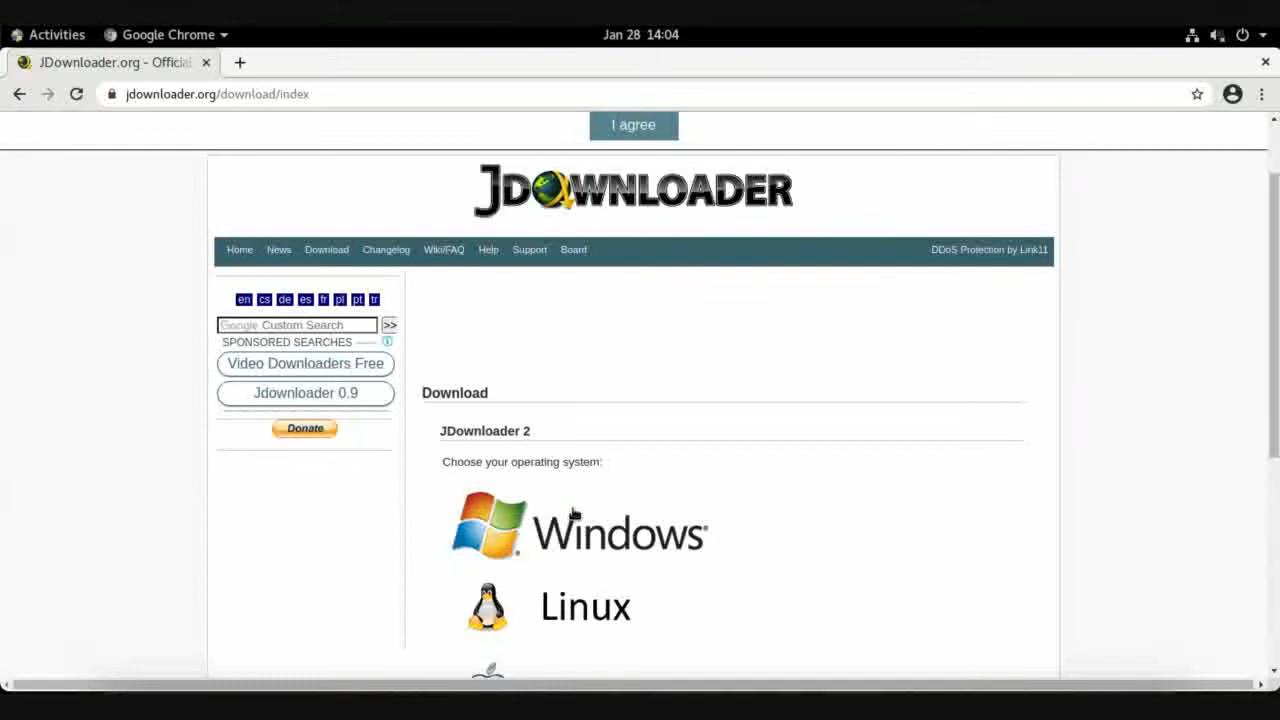 Activities Google Chrome Jan 28 14:04
JDownloader.org - Official
jdownloader.org/download/index
I agree
JDOWNLOADER
Home News Download Changelog Wiki/FAQ Help Support Board DDoS Protection by Link11
en cs de es fr pl pt tr
Google Custom Search >>
SPONSORED SEARCHES
Video Downloaders Free
Jdownloader 0.9
Donate
Download
JDownloader 2
Choose your operating system:
Windows
Linux